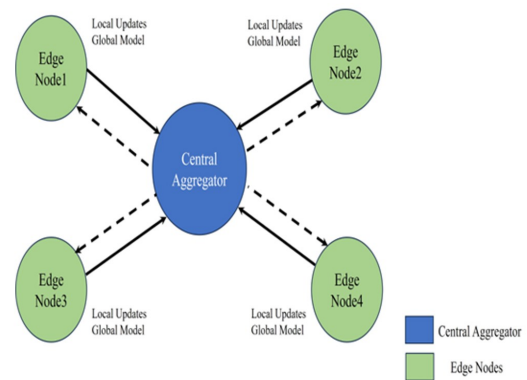 Local Updates
Global Model
Edge
Node1
Local Updates
Global Model
Edge
Node2
Central
Aggregator
Edge
Node3
Local Updates
Global Model
Local Updates
Global Model
Edge
Node4
Central Aggregator
Edge Nodes